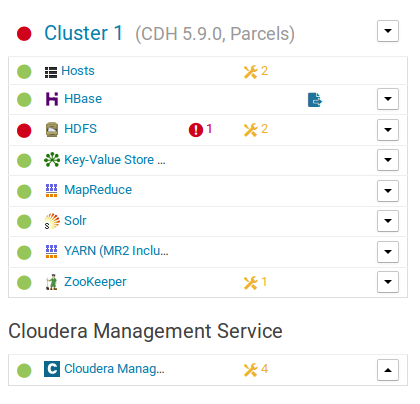 Cluster 1 (CDH 5.9.0, Parcels)
Hosts 2
HBase
HDFS 1 2
Key-Value Store ...
MapReduce
Solr
YARN (MR2 Inclu...
ZooKeeper 1
Cloudera Management Service
Cloudera Manag... 4